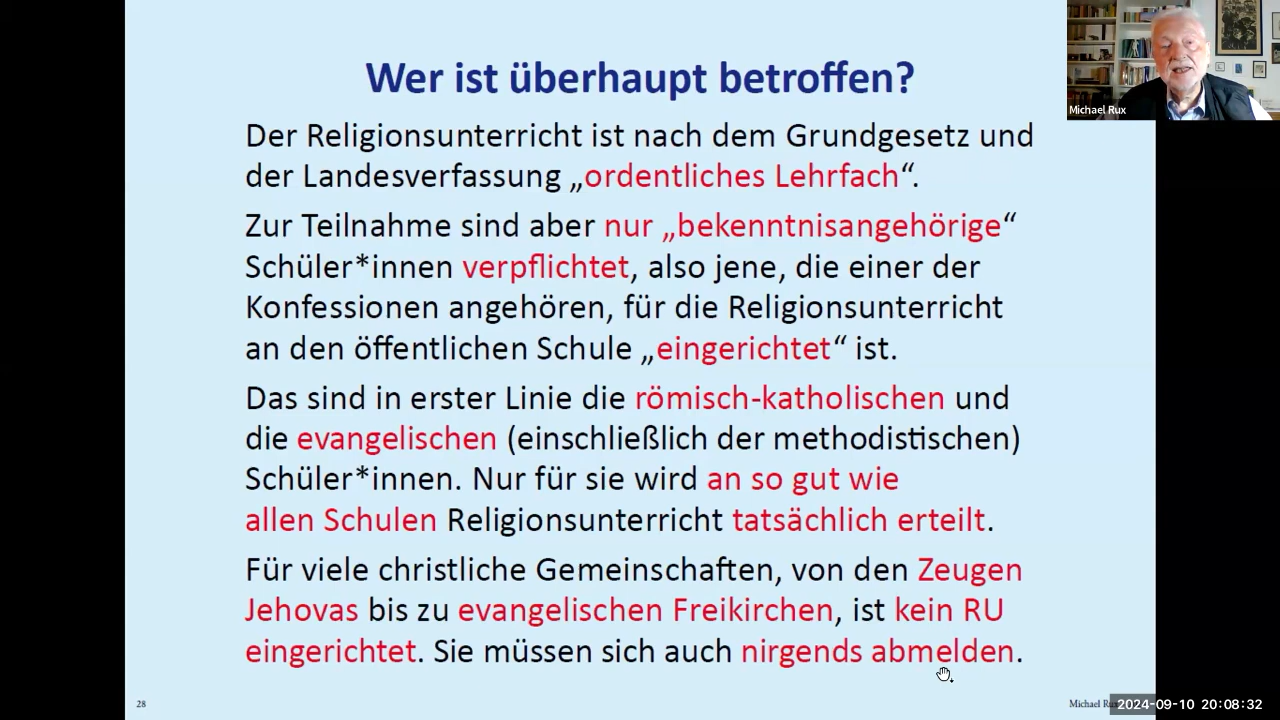 Wer ist überhaupt betroffen?
Der Religionsunterricht ist nach dem Grundgesetz und
der Landesverfassung „ordentliches Lehrfach“.
Zur Teilnahme sind aber nur „bekenntnisangehörige“
Schüler*innen verpflichtet, also jene, die einer der
Konfessionen angehören, für die Religionsunterricht
an den öffentlichen Schule „eingerichtet“ ist.
Das sind in erster Linie die römisch-katholischen und
die evangelischen (einschließlich der methodistischen)
Schüler*innen. Nur für sie wird an so gut wie
allen Schulen Religionsunterricht tatsächlich erteilt.
Für viele christliche Gemeinschaften, von den Zeugen
Jehovas bis zu evangelischen Freikirchen, ist kein RU
eingerichtet. Sie müssen sich auch nirgends abmelden.
Michael Rux
28
Michael
2024-09-10 20:08:32